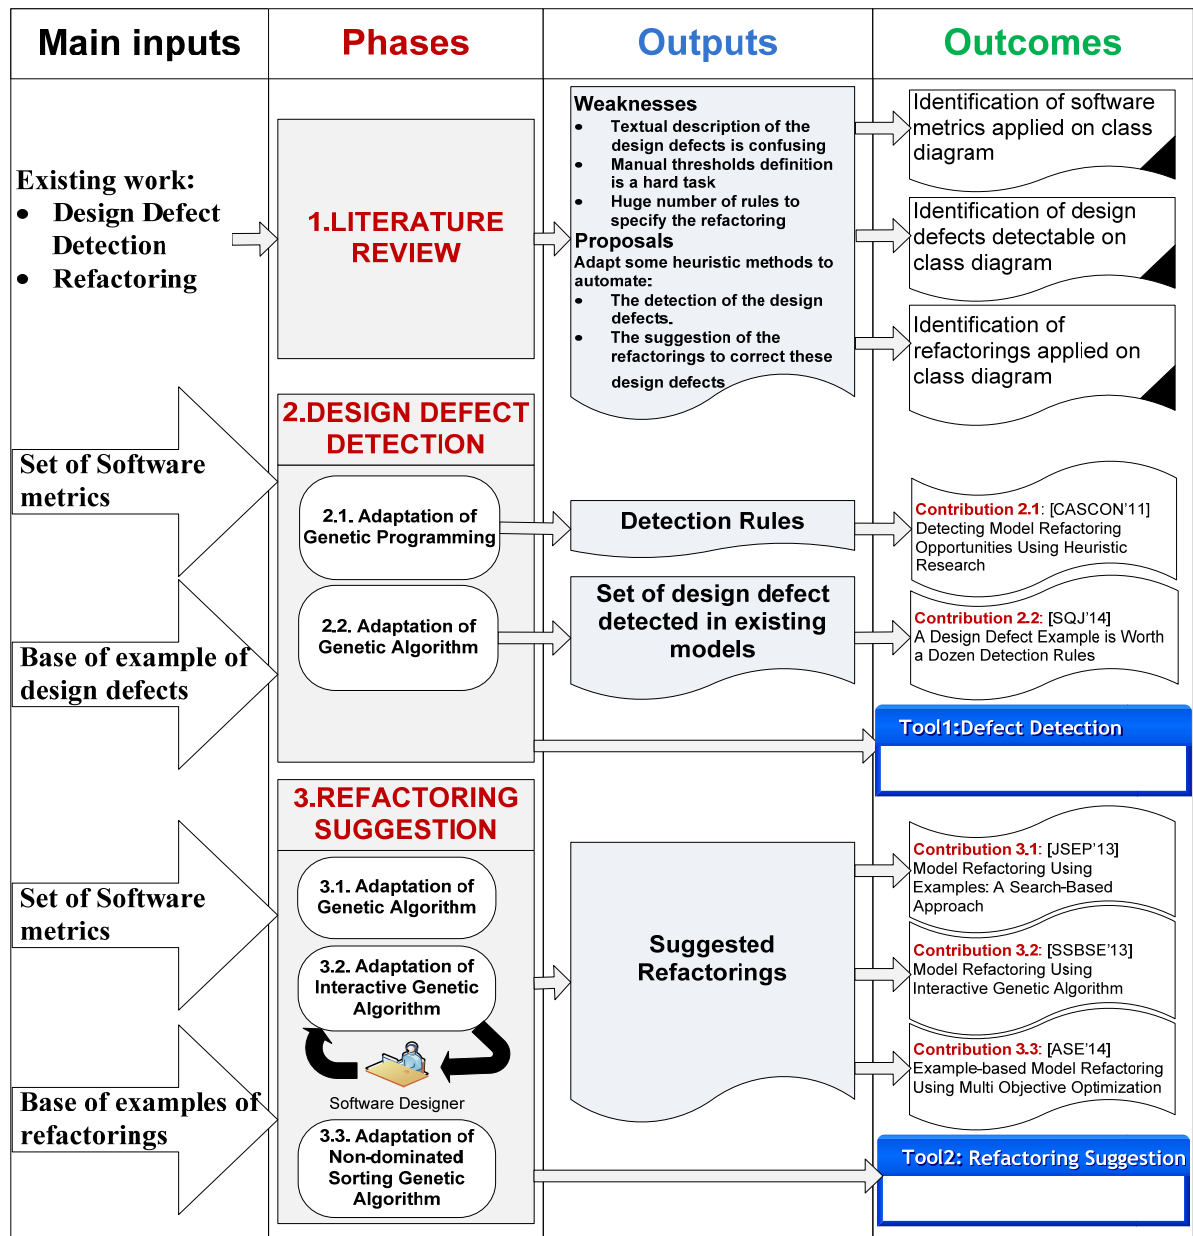 Main inputs
Phases
Outputs
Outcomes
Existing work:
• Design Defect
Detection
• Refactoring
1.LITERATURE
REVIEW
Weaknesses
• Textual description of the
design defects is confusing
• Manual thresholds definition
is a hard task
• Huge number of rules to
specify the refactoring
Proposals
Adapt some heuristic methods to
automate:
• The detection of the design
defects.
• The suggestion of the
refactorings to correct these
design defects
Identification of software
metrics applied on class
diagram
Identification of design
defects detectable on
class diagram
Identification of
refactorings applied on
class diagram
Set of Software
metrics
Base of example of
design defects
2.DESIGN DEFECT
DETECTION
2.1. Adaptation of
Genetic Programming
2.2. Adaptation of
Genetic Algorithm
Detection Rules
Set of design defect
detected in existing
models
Contribution 2.1: [CASCON'11]
Detecting Model Refactoring
Opportunities Using Heuristic
Research
Contribution 2.2: [SQJ'14]
A Design Defect Example is Worth
a Dozen Detection Rules
Tool1:Defect Detection
Set of Software
metrics
Base of examples of
refactorings
3.REFACTORING
SUGGESTION
3.1. Adaptation of
Genetic Algorithm
3.2. Adaptation of
Interactive Genetic
Algorithm
Software Designer
3.3. Adaptation of
Non-dominated
Sorting Genetic
Algorithm
Suggested
Refactorings
Contribution 3.1: [JSEP'13]
Model Refactoring Using
Examples: A Search-Based
Approach
Contribution 3.2: [SSBSE'13]
Model Refactoring Using
Interactive Genetic Algorithm
Contribution 3.3: [ASE'14]
Example-based Model Refactoring
Using Multi Objective Optimization
Tool2: Refactoring Suggestion